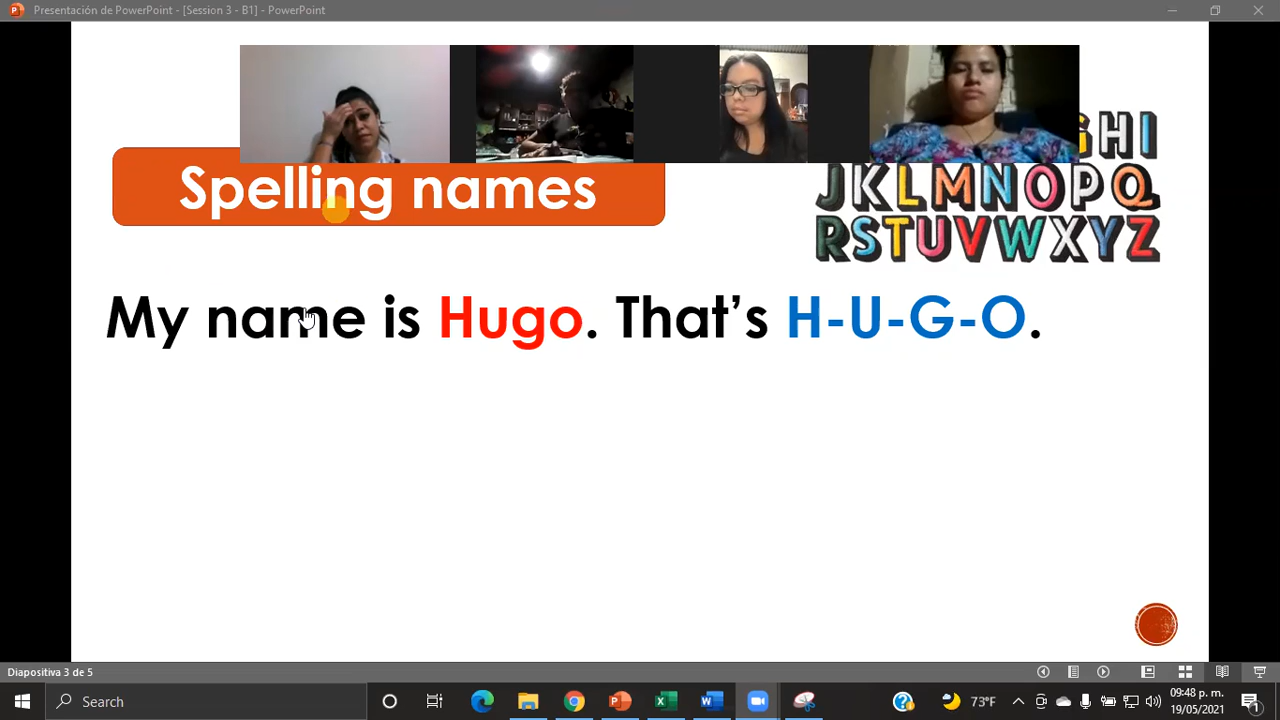 Presentación de PowerPoint - [Session 3 - B1] - PowerPoint
GHI
JKLMNOPQ
RSTUVWXYZ
Spelling names
My name is Hugo. That's H-U-G-O.
Diapositiva 3 de 5
Search
73°F
09:48 p. m.
19/05/2021
1